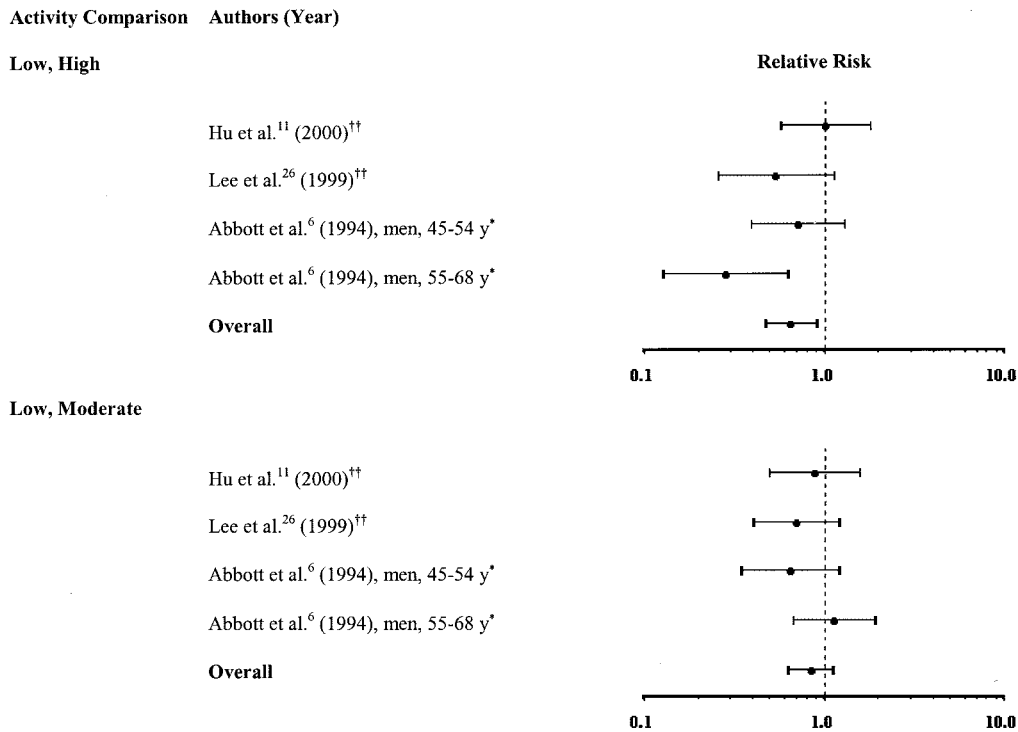 Activity Comparison Authors (Year)
Low, High
Relative Risk
Hu et al.¹¹ (2000)††
Lee et al.²⁶ (1999)††
Abbott et al.⁶ (1994), men, 45-54 y*
Abbott et al.⁶ (1994), men, 55-68 y*
Overall
0.1 1.0 10.0
Low, Moderate
Hu et al.¹¹ (2000)††
Lee et al.²⁶ (1999)††
Abbott et al.⁶ (1994), men, 45-54 y*
Abbott et al.⁶ (1994), men, 55-68 y*
Overall
0.1 1.0 10.0